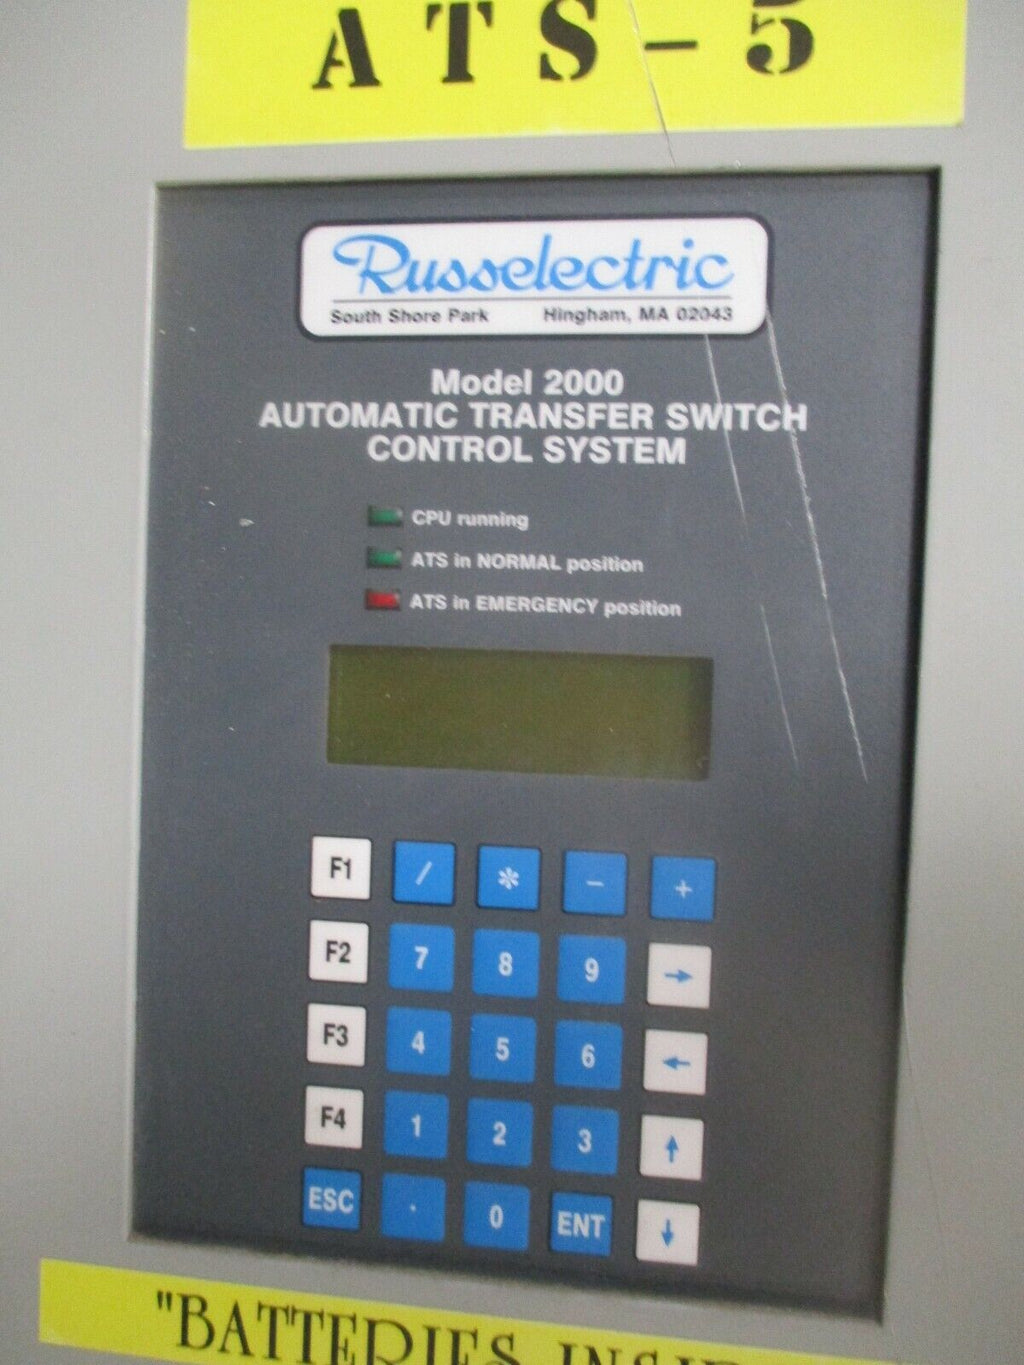 ATS-5
Russelectric
South Shore Park Hingham, MA 02043
Model 2000
AUTOMATIC TRANSFER SWITCH
CONTROL SYSTEM
CPU running
ATS in NORMAL position
ATS in EMERGENCY position
F1 / * - +
F2 7 8 9 →
F3 4 5 6 ←
F4 1 2 3 ↑
ESC . 0 ENT ↓
"BATTERIES